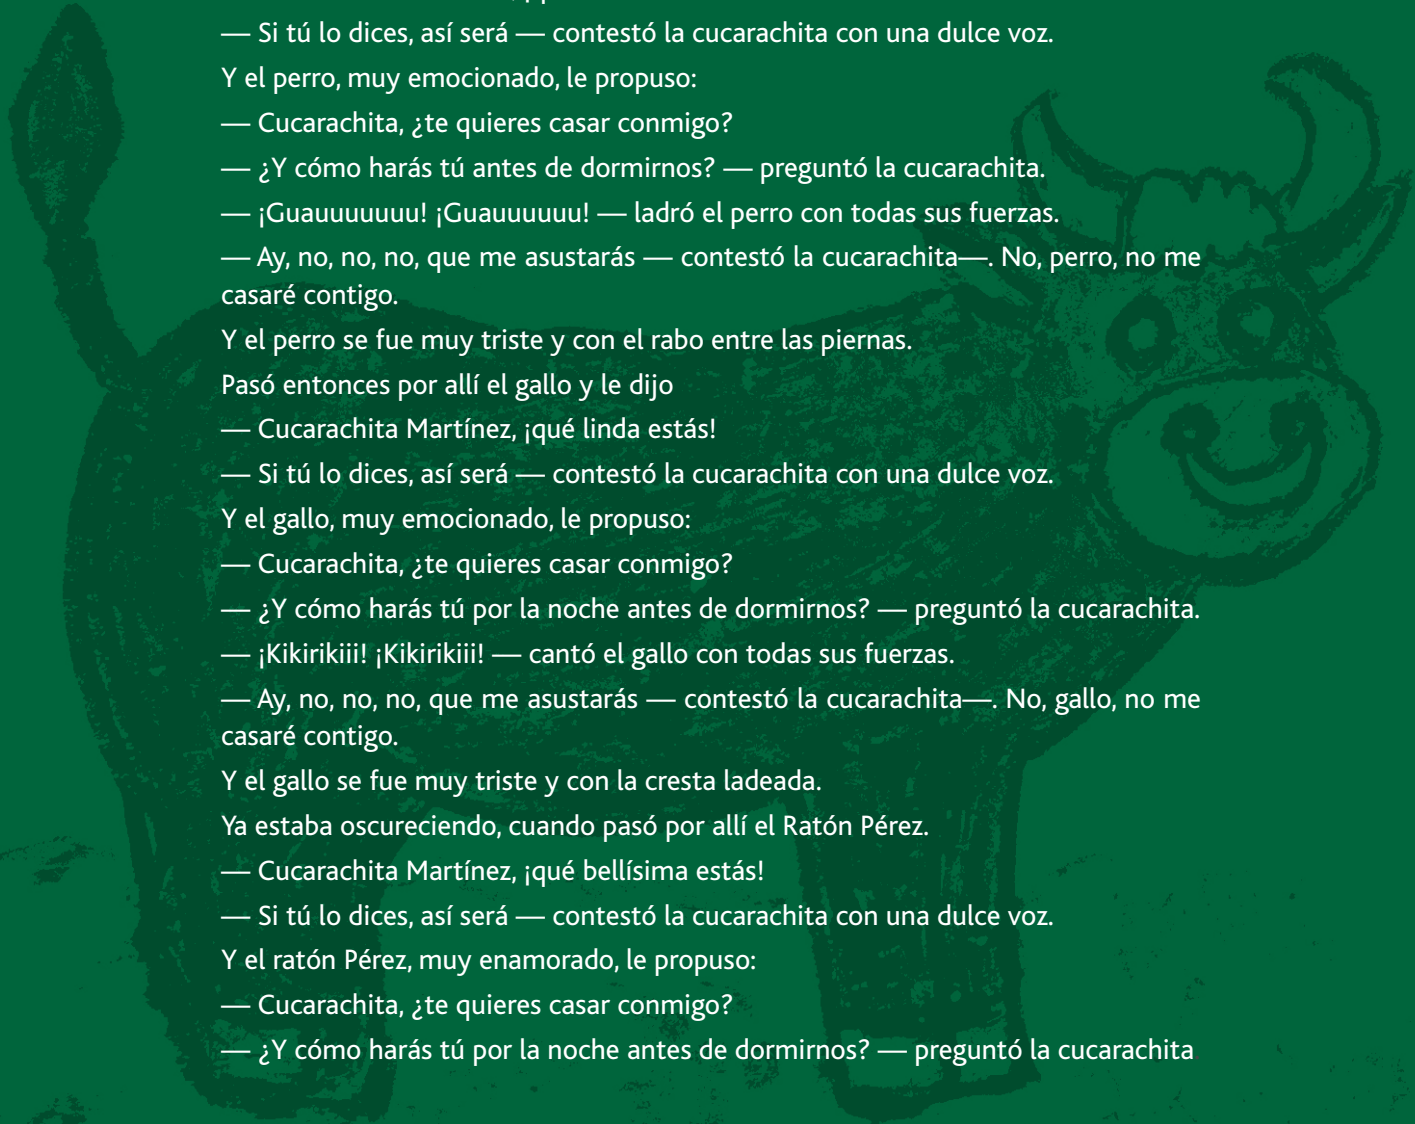 — Si tú lo dices, así será — contestó la cucarachita con una dulce voz.
Y el perro, muy emocionado, le propuso:
— Cucarachita, ¿te quieres casar conmigo?
— ¿Y cómo harás tú antes de dormirnos? — preguntó la cucarachita.
— ¡Guauuuuuuu! ¡Guauuuuuu! — ladró el perro con todas sus fuerzas.
— Ay, no, no, no, que me asustarás — contestó la cucarachita—. No, perro, no me
casaré contigo.
Y el perro se fue muy triste y con el rabo entre las piernas.
Pasó entonces por allí el gallo y le dijo
— Cucarachita Martínez, ¡qué linda estás!
— Si tú lo dices, así será — contestó la cucarachita con una dulce voz.
Y el gallo, muy emocionado, le propuso:
— Cucarachita, ¿te quieres casar conmigo?
— ¿Y cómo harás tú por la noche antes de dormirnos? — preguntó la cucarachita.
— ¡Kikirikiii! ¡Kikirikiii! — cantó el gallo con todas sus fuerzas.
— Ay, no, no, no, que me asustarás — contestó la cucarachita—. No, gallo, no me
casaré contigo.
Y el gallo se fue muy triste y con la cresta ladeada.
Ya estaba oscureciendo, cuando pasó por allí el Ratón Pérez.
— Cucarachita Martínez, ¡qué bellísima estás!
— Si tú lo dices, así será — contestó la cucarachita con una dulce voz.
Y el ratón Pérez, muy enamorado, le propuso:
— Cucarachita, ¿te quieres casar conmigo?
— ¿Y cómo harás tú por la noche antes de dormirnos? — preguntó la cucarachita